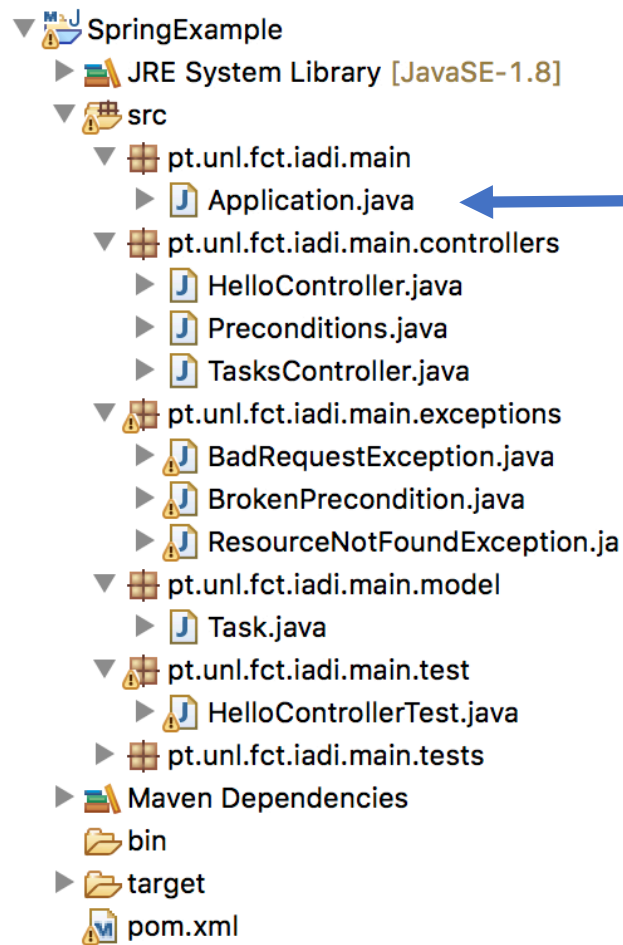 SpringExample
JRE System Library [JavaSE-1.8]
src
pt.unl.fct.iadi.main
Application.java
pt.unl.fct.iadi.main.controllers
HelloController.java
Preconditions.java
TasksController.java
pt.unl.fct.iadi.main.exceptions
BadRequestException.java
BrokenPrecondition.java
ResourceNotFoundException.ja
pt.unl.fct.iadi.main.model
Task.java
pt.unl.fct.iadi.main.test
HelloControllerTest.java
pt.unl.fct.iadi.main.tests
Maven Dependencies
bin
target
pom.xml